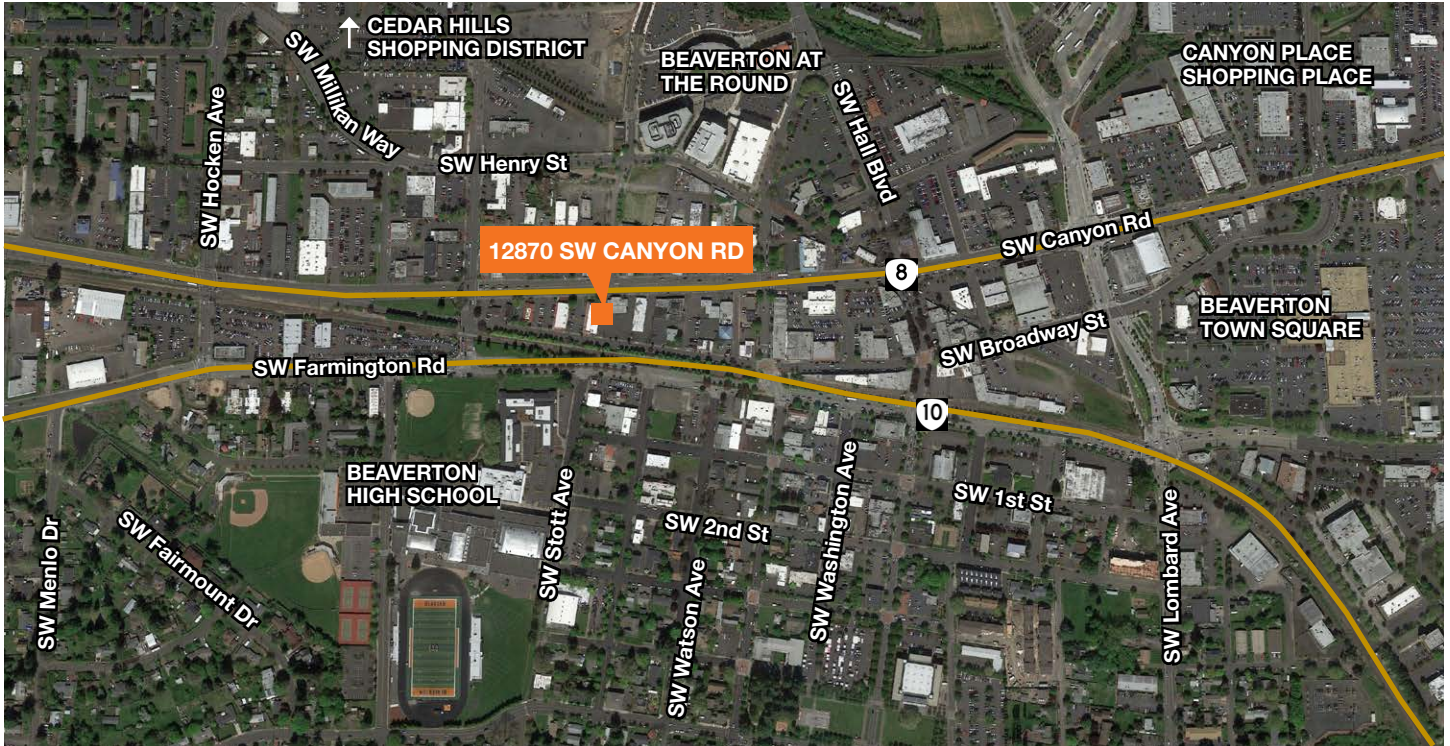 CEDAR HILLS
SHOPPING DISTRICT
SW Millikan Way
SW Hocken Ave
BEAVERTON AT
THE ROUND
SW Hall Blvd
CANYON PLACE
SHOPPING PLACE
SW Henry St
12870 SW CANYON RD
SW Canyon Rd
8
BEAVERTON
TOWN SQUARE
SW Broadway St
SW Farmington Rd
10
BEAVERTON
HIGH SCHOOL
SW Stott Ave
SW 2nd St
SW Washington Ave
SW 1st St
SW Lombard Ave
SW Menlo Dr
SW Fairmount Dr
SW Watson Ave